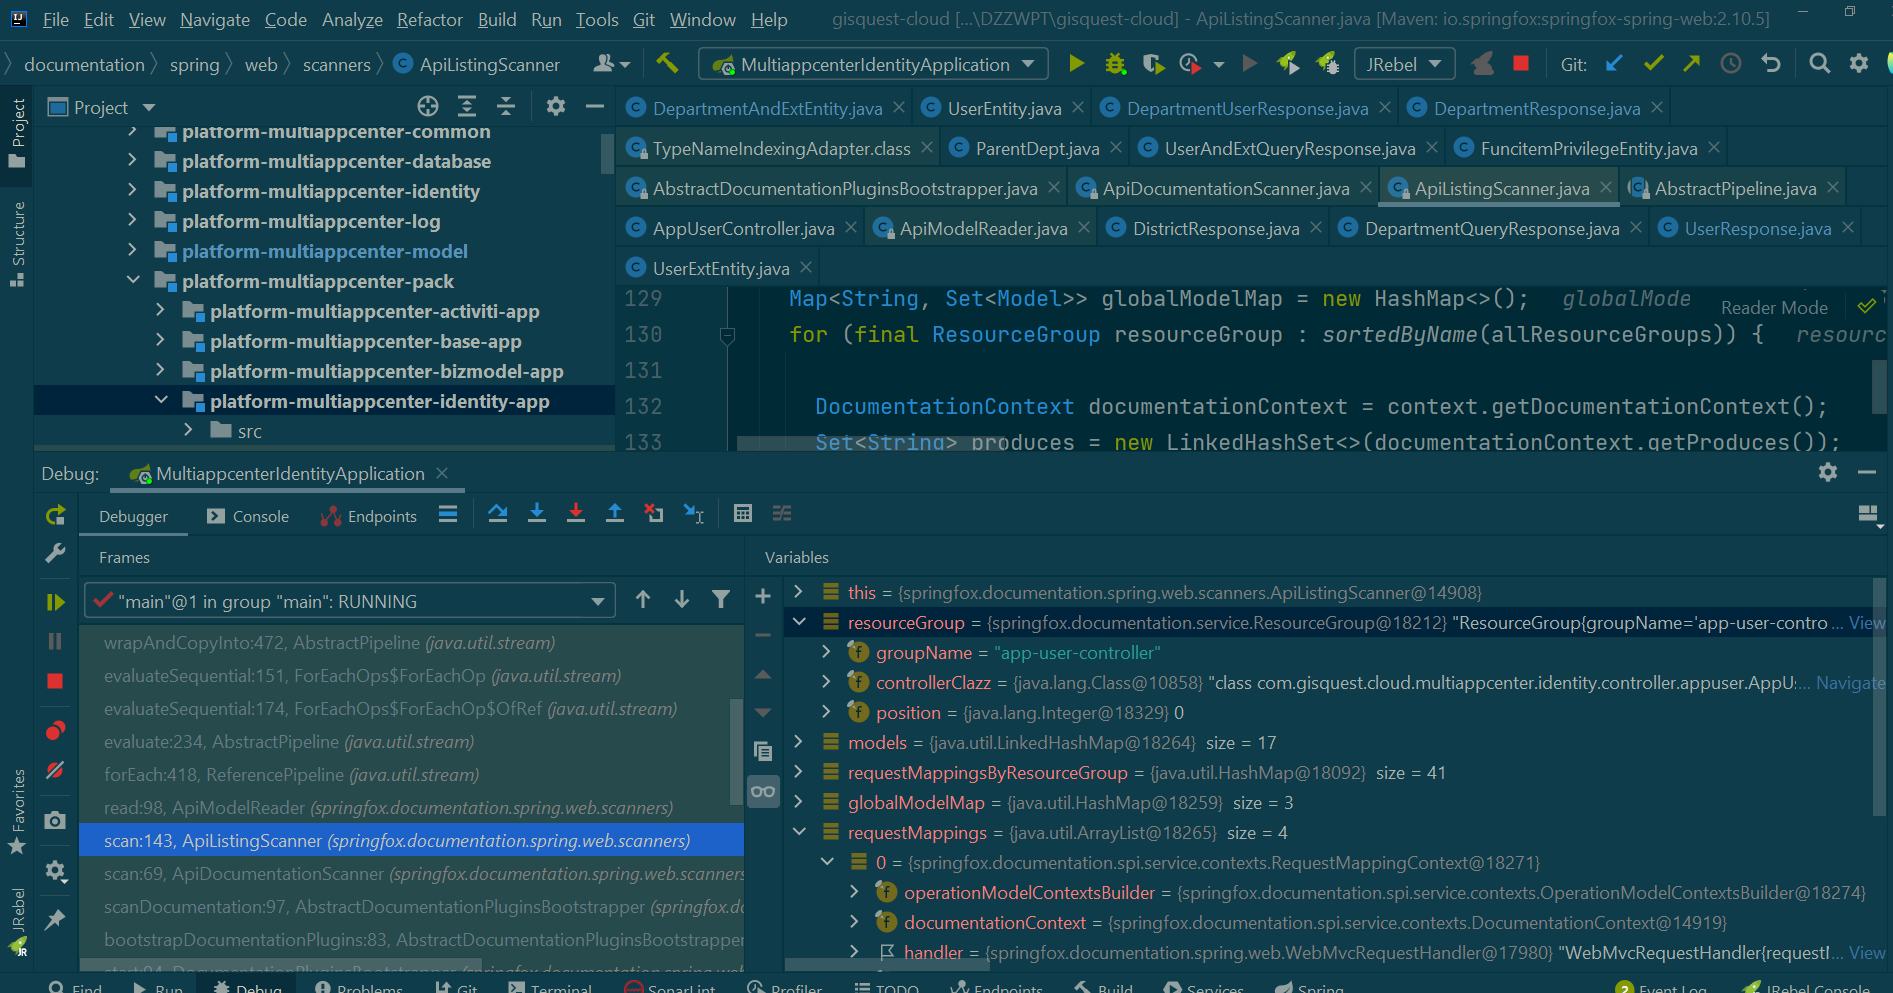 File Edit View Navigate Code Analyze Refactor Build Run Tools Git Window Help gisquest-cloud [...\DZZWPT\gisquest-cloud] - ApiListingScanner.java [Maven: io.springfox:springfox-spring-web:2.10.5]
documentation spring web scanners ApiListingScanner MultiappcenterIdentityApplication JRebel Git:
Project
platform-multiappcenter-common
platform-multiappcenter-database
platform-multiappcenter-identity
platform-multiappcenter-log
platform-multiappcenter-model
platform-multiappcenter-pack
platform-multiappcenter-activiti-app
platform-multiappcenter-base-app
platform-multiappcenter-bizmodel-app
platform-multiappcenter-identity-app
src
Project
Structure
Favorites
JRebel
DepartmentAndExtEntity.java UserEntity.java DepartmentUserResponse.java DepartmentResponse.java
TypeNameIndexingAdapter.class ParentDept.java UserAndExtQueryResponse.java FuncitemPrivilegeEntity.java
AbstractDocumentationPluginsBootstrapper.java ApiDocumentationScanner.java ApiListingScanner.java AbstractPipeline.java
AppUserController.java ApiModelReader.java DistrictResponse.java DepartmentQueryResponse.java UserResponse.java
UserExtEntity.java
129 Map<String, Set<Model>> globalModelMap = new HashMap<>(); globalMode
Reader Mode
130 for (final ResourceGroup resourceGroup : sortedByName(allResourceGroups)) { resourc
131
132 DocumentationContext documentationContext = context.getDocumentationContext();
133 Set<String> produces = new LinkedHashSet<>(documentationContext.getProduces());
Debug: MultiappcenterIdentityApplication
Debugger Console Endpoints
Frames
"main"@1 in group "main": RUNNING
wrapAndCopyInto:472, AbstractPipeline (java.util.stream)
evaluateSequential:151, ForEachOps$ForEachOp (java.util.stream)
evaluateSequential:174, ForEachOps$ForEachOp$OfRef (java.util.stream)
evaluate:234, AbstractPipeline (java.util.stream)
forEach:418, ReferencePipeline (java.util.stream)
read:98, ApiModelReader (springfox.documentation.spring.web.scanners)
scan:143, ApiListingScanner (springfox.documentation.spring.web.scanners)
scan:69, ApiDocumentationScanner (springfox.documentation.spring.web.scanners
scanDocumentation:97, AbstractDocumentationPluginsBootstrapper (springfox.do
bootstrapDocumentationPlugins:83, AbstractDocumentationPluginsBootstrapper
start:94, DocumentationPluginsBootstrapper (springfox.documentation.spring.we
Variables
this = {springfox.documentation.spring.web.scanners.ApiListingScanner@14908}
resourceGroup = {springfox.documentation.service.ResourceGroup@18212} "ResourceGroup{groupName='app-user-contro ... View
groupName = "app-user-controller"
controllerClazz = {java.lang.Class@10858} "class com.gisquest.cloud.multiappcenter.identity.controller.appuser.AppUs... Navigate
position = {java.lang.Integer@18329} 0
models = {java.util.LinkedHashMap@18264} size = 17
requestMappingsByResourceGroup = {java.util.HashMap@18092} size = 41
globalModelMap = {java.util.HashMap@18259} size = 3
requestMappings = {java.util.ArrayList@18265} size = 4
0 = {springfox.documentation.spi.service.contexts.RequestMappingContext@18271}
operationModelContextsBuilder = {springfox.documentation.spi.service.contexts.OperationModelContextsBuilder@18274}
documentationContext = {springfox.documentation.spi.service.contexts.DocumentationContext@14919}
handler = {springfox.documentation.spring.web.WebMvcRequestHandler@17980} "WebMvcRequestHandler{requestM... View
Find Run Debug Problems Git Terminal SonarLint Profiler TODO Endpoints Build Services Spring 2 Event Log JRebel Console